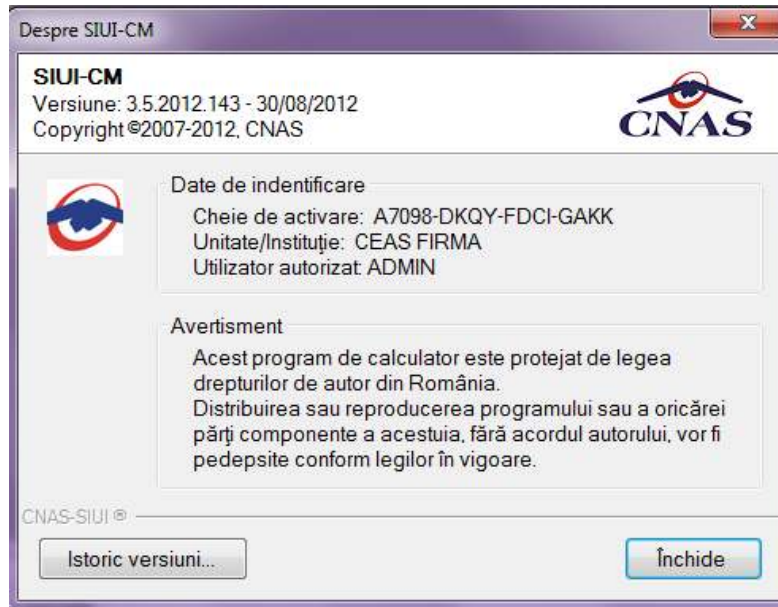 Despre SIUI-CM
SIUI-CM
Versiune: 3.5.2012.143 - 30/08/2012
Copyright ©2007-2012, CNAS
CNAS
Date de indentificare
Cheie de activare: A7098-DKQY-FDCI-GAKK
Unitate/Instituţie: CEAS FIRMA
Utilizator autorizat: ADMIN
Avertisment
Acest program de calculator este protejat de legea
drepturilor de autor din România.
Distribuirea sau reproducerea programului sau a oricărei
părţi componente a acestuia, fără acordul autorului, vor fi
pedepsite conform legilor în vigoare.
CNAS-SIUI ®
Istoric versiuni...
Închide